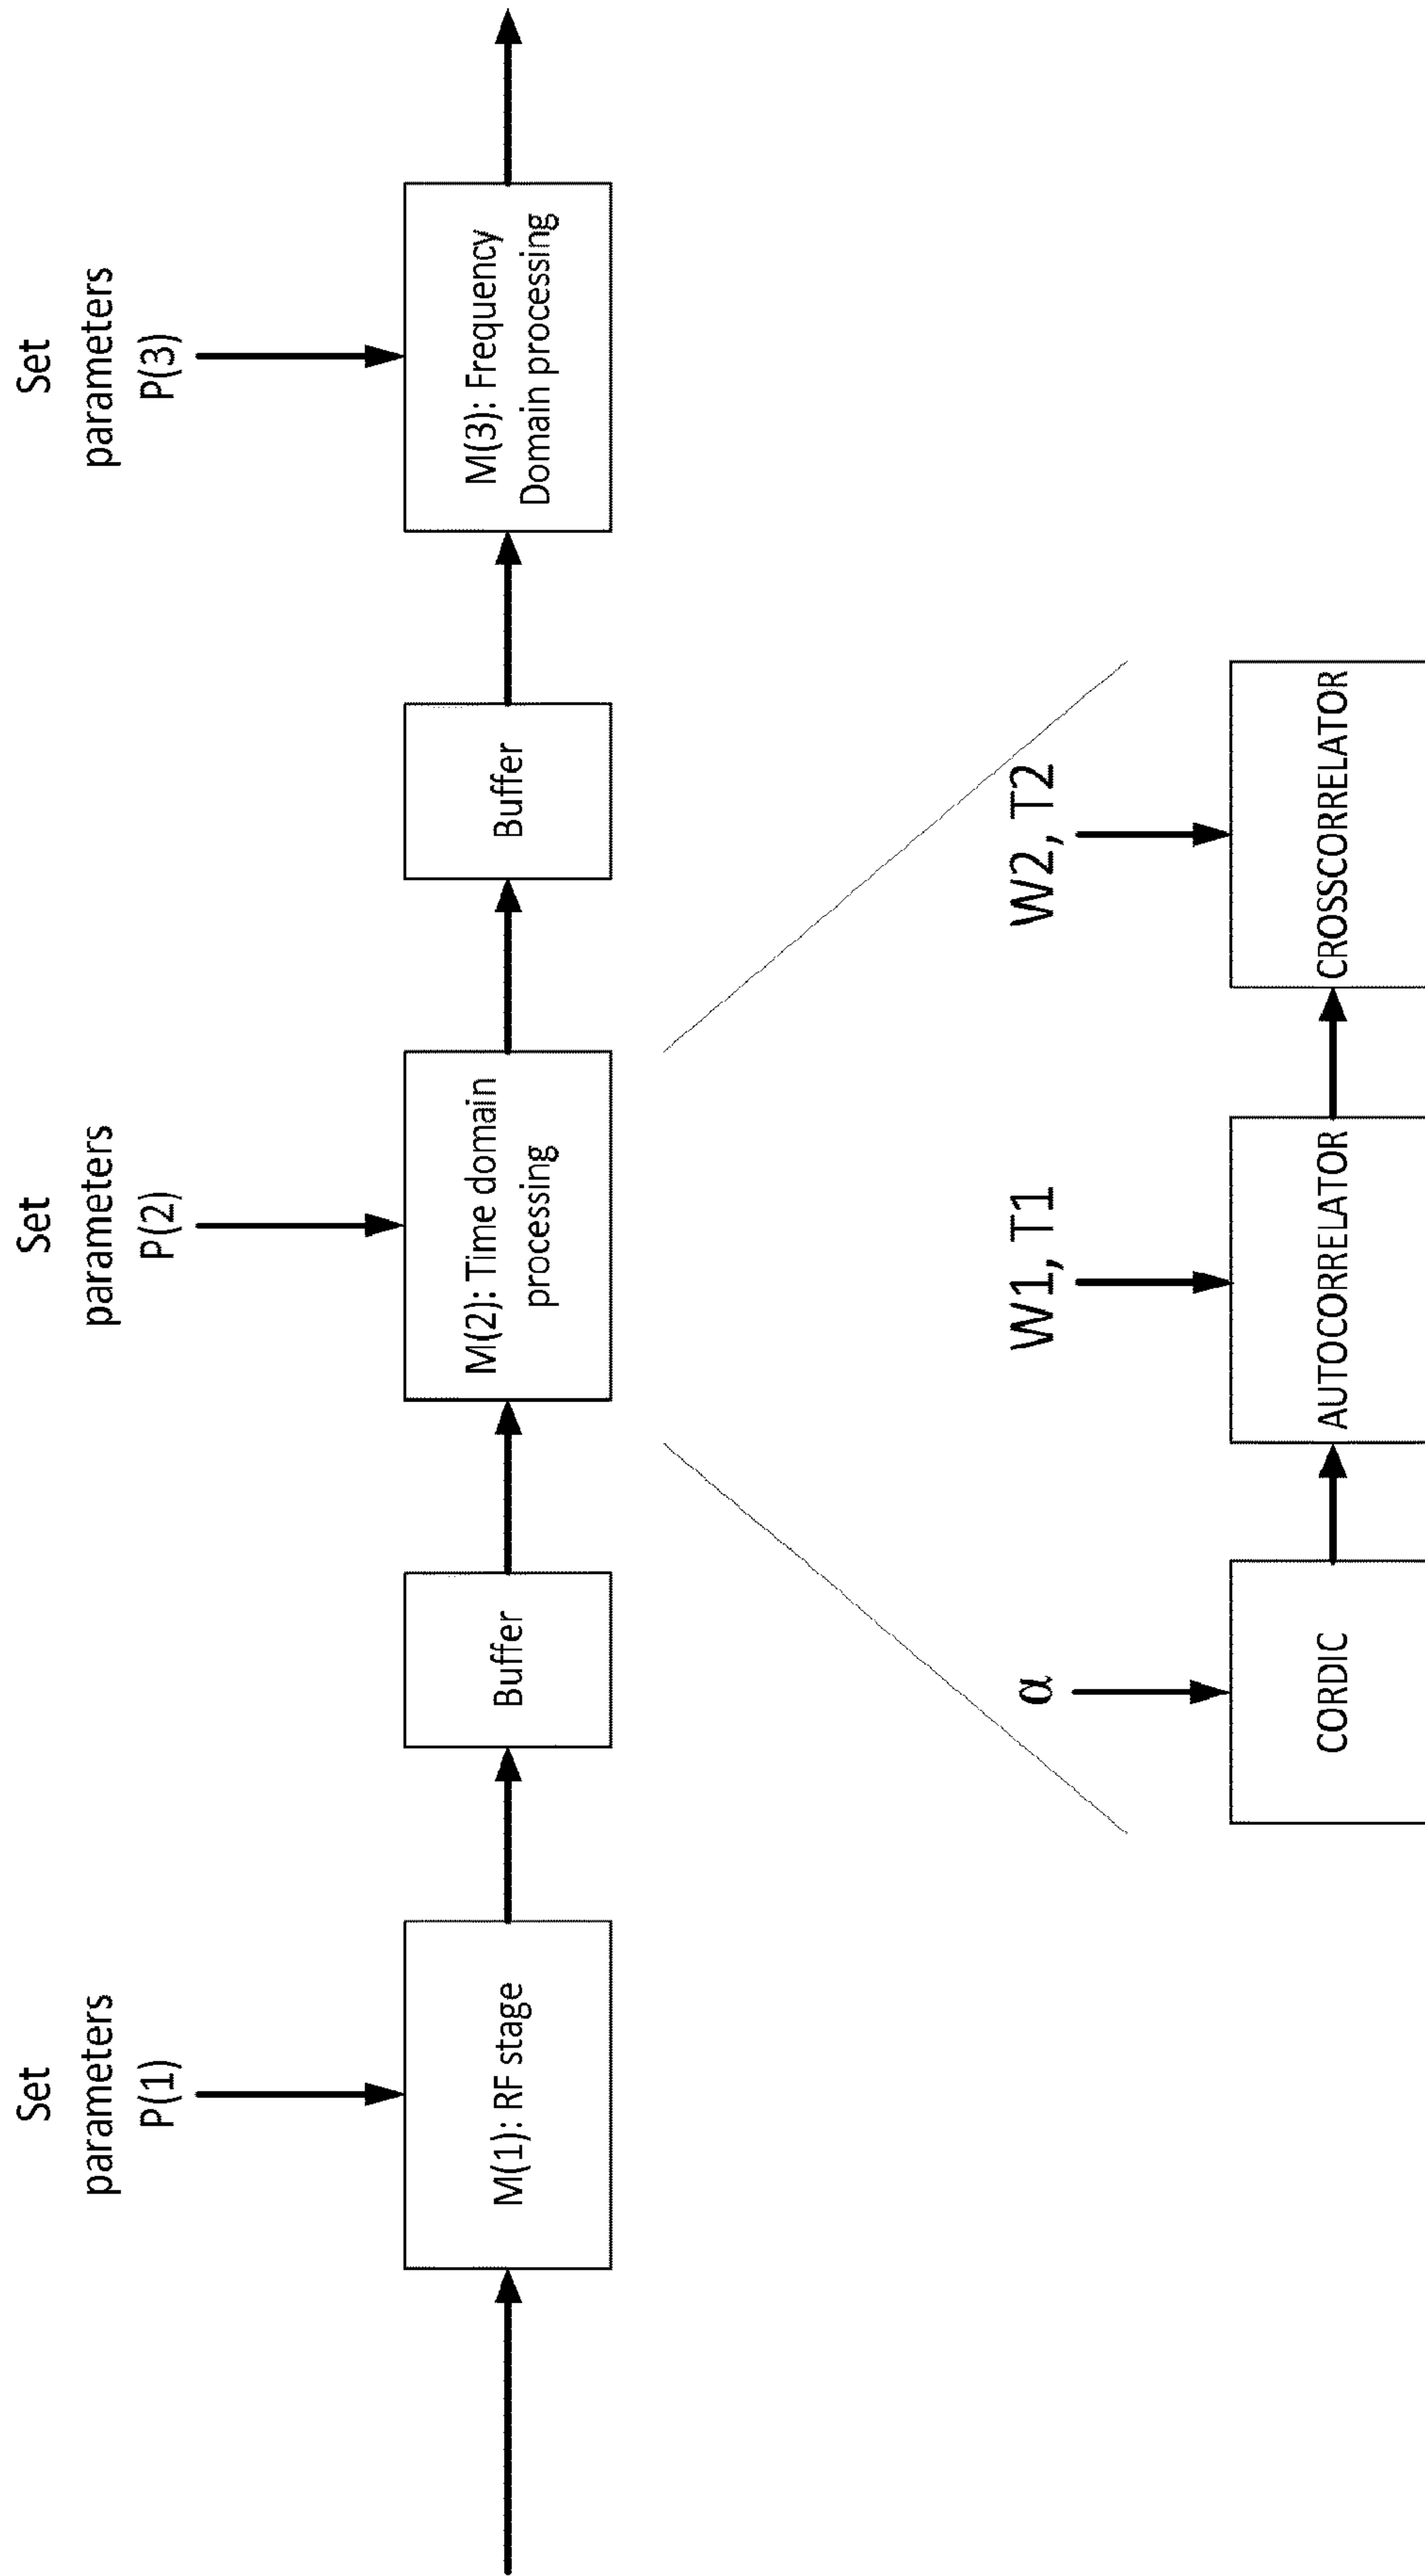 Set
parameters
P(1)
Set
parameters
P(2)
Set
parameters
P(3)
M(1): RF stage
Buffer
M(2): Time domain
processing
Buffer
M(3): Frequency
Domain processing
α
W1, T1
W2, T2
CORDIC
AUTOCORRELATOR
CROSSCORRELATOR